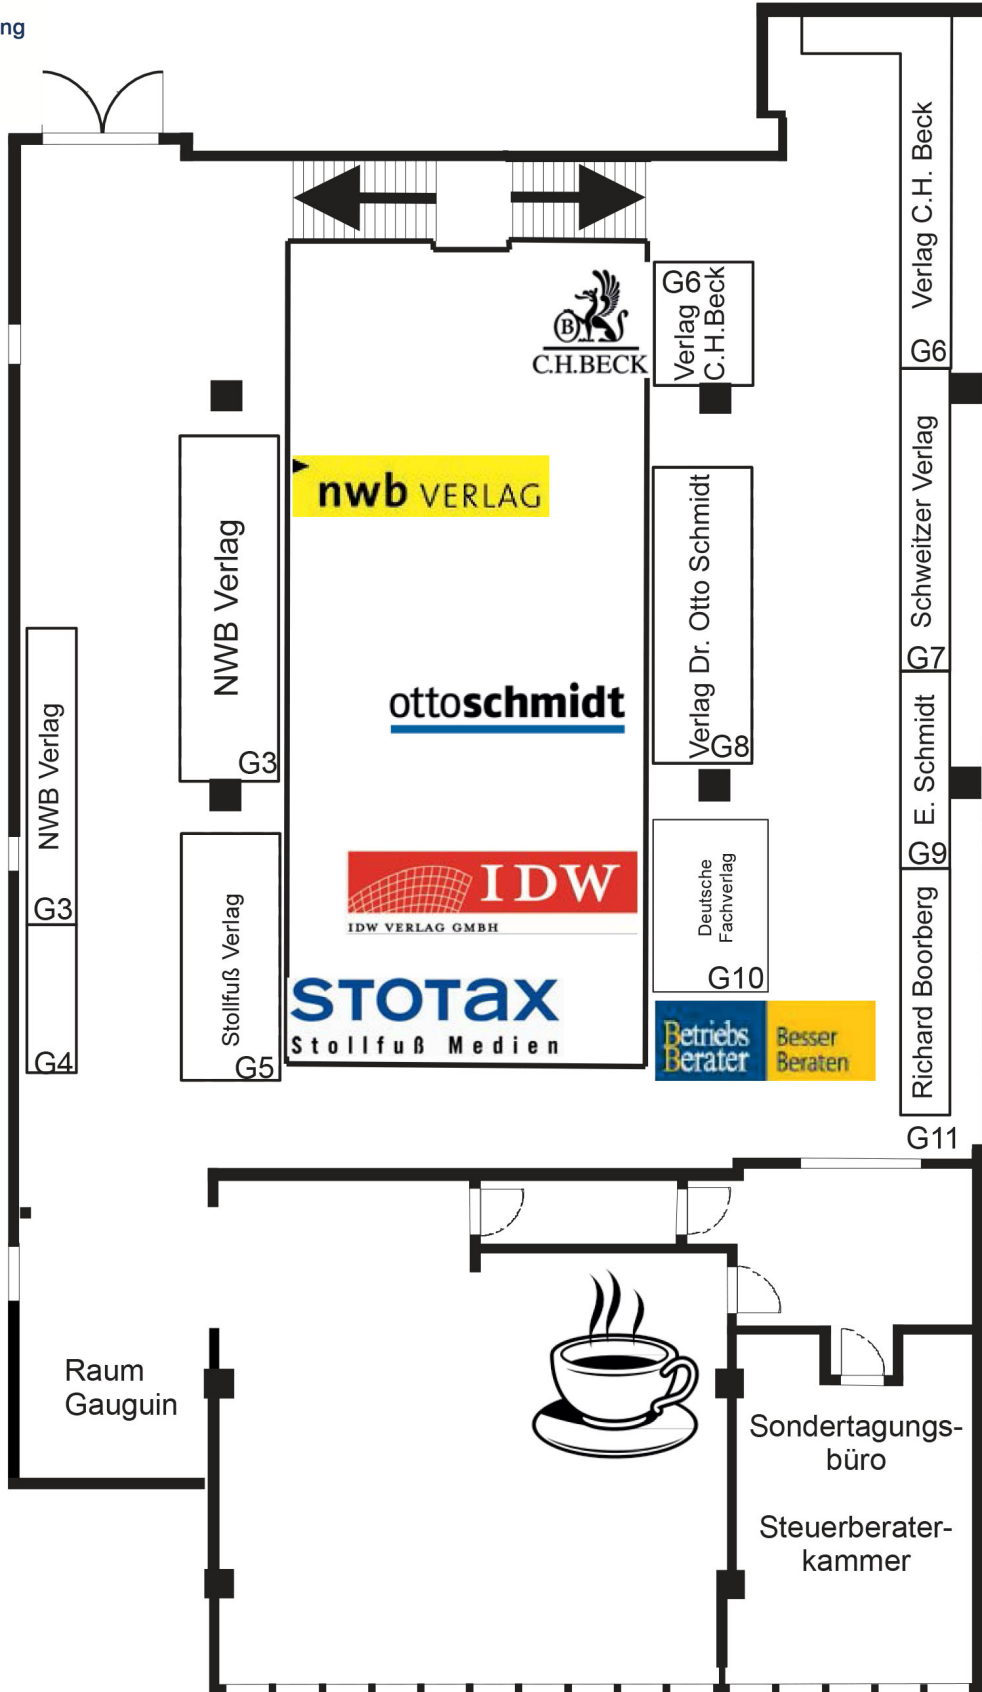 ng
Verlag C.H. Beck
G6
G6
Verlag
C.H.Beck
B
C.H.BECK
Schweitzer Verlag
G7
nwb VERLAG
NWB Verlag
G3
Verlag Dr. Otto Schmidt
G8
ottoschmidt
NWB Verlag
G3
E. Schmidt
G9
IDW
IDW VERLAG GMBH
Deutsche
Fachverlag
G10
Stollfuß Verlag
G5
G4
STOTAX
Stollfuß Medien
Betriebs
Berater
Besser
Beraten
Richard Boorberg
G11
Raum
Gauguin
Sondertagungs-
büro
Steuerberater-
kammer